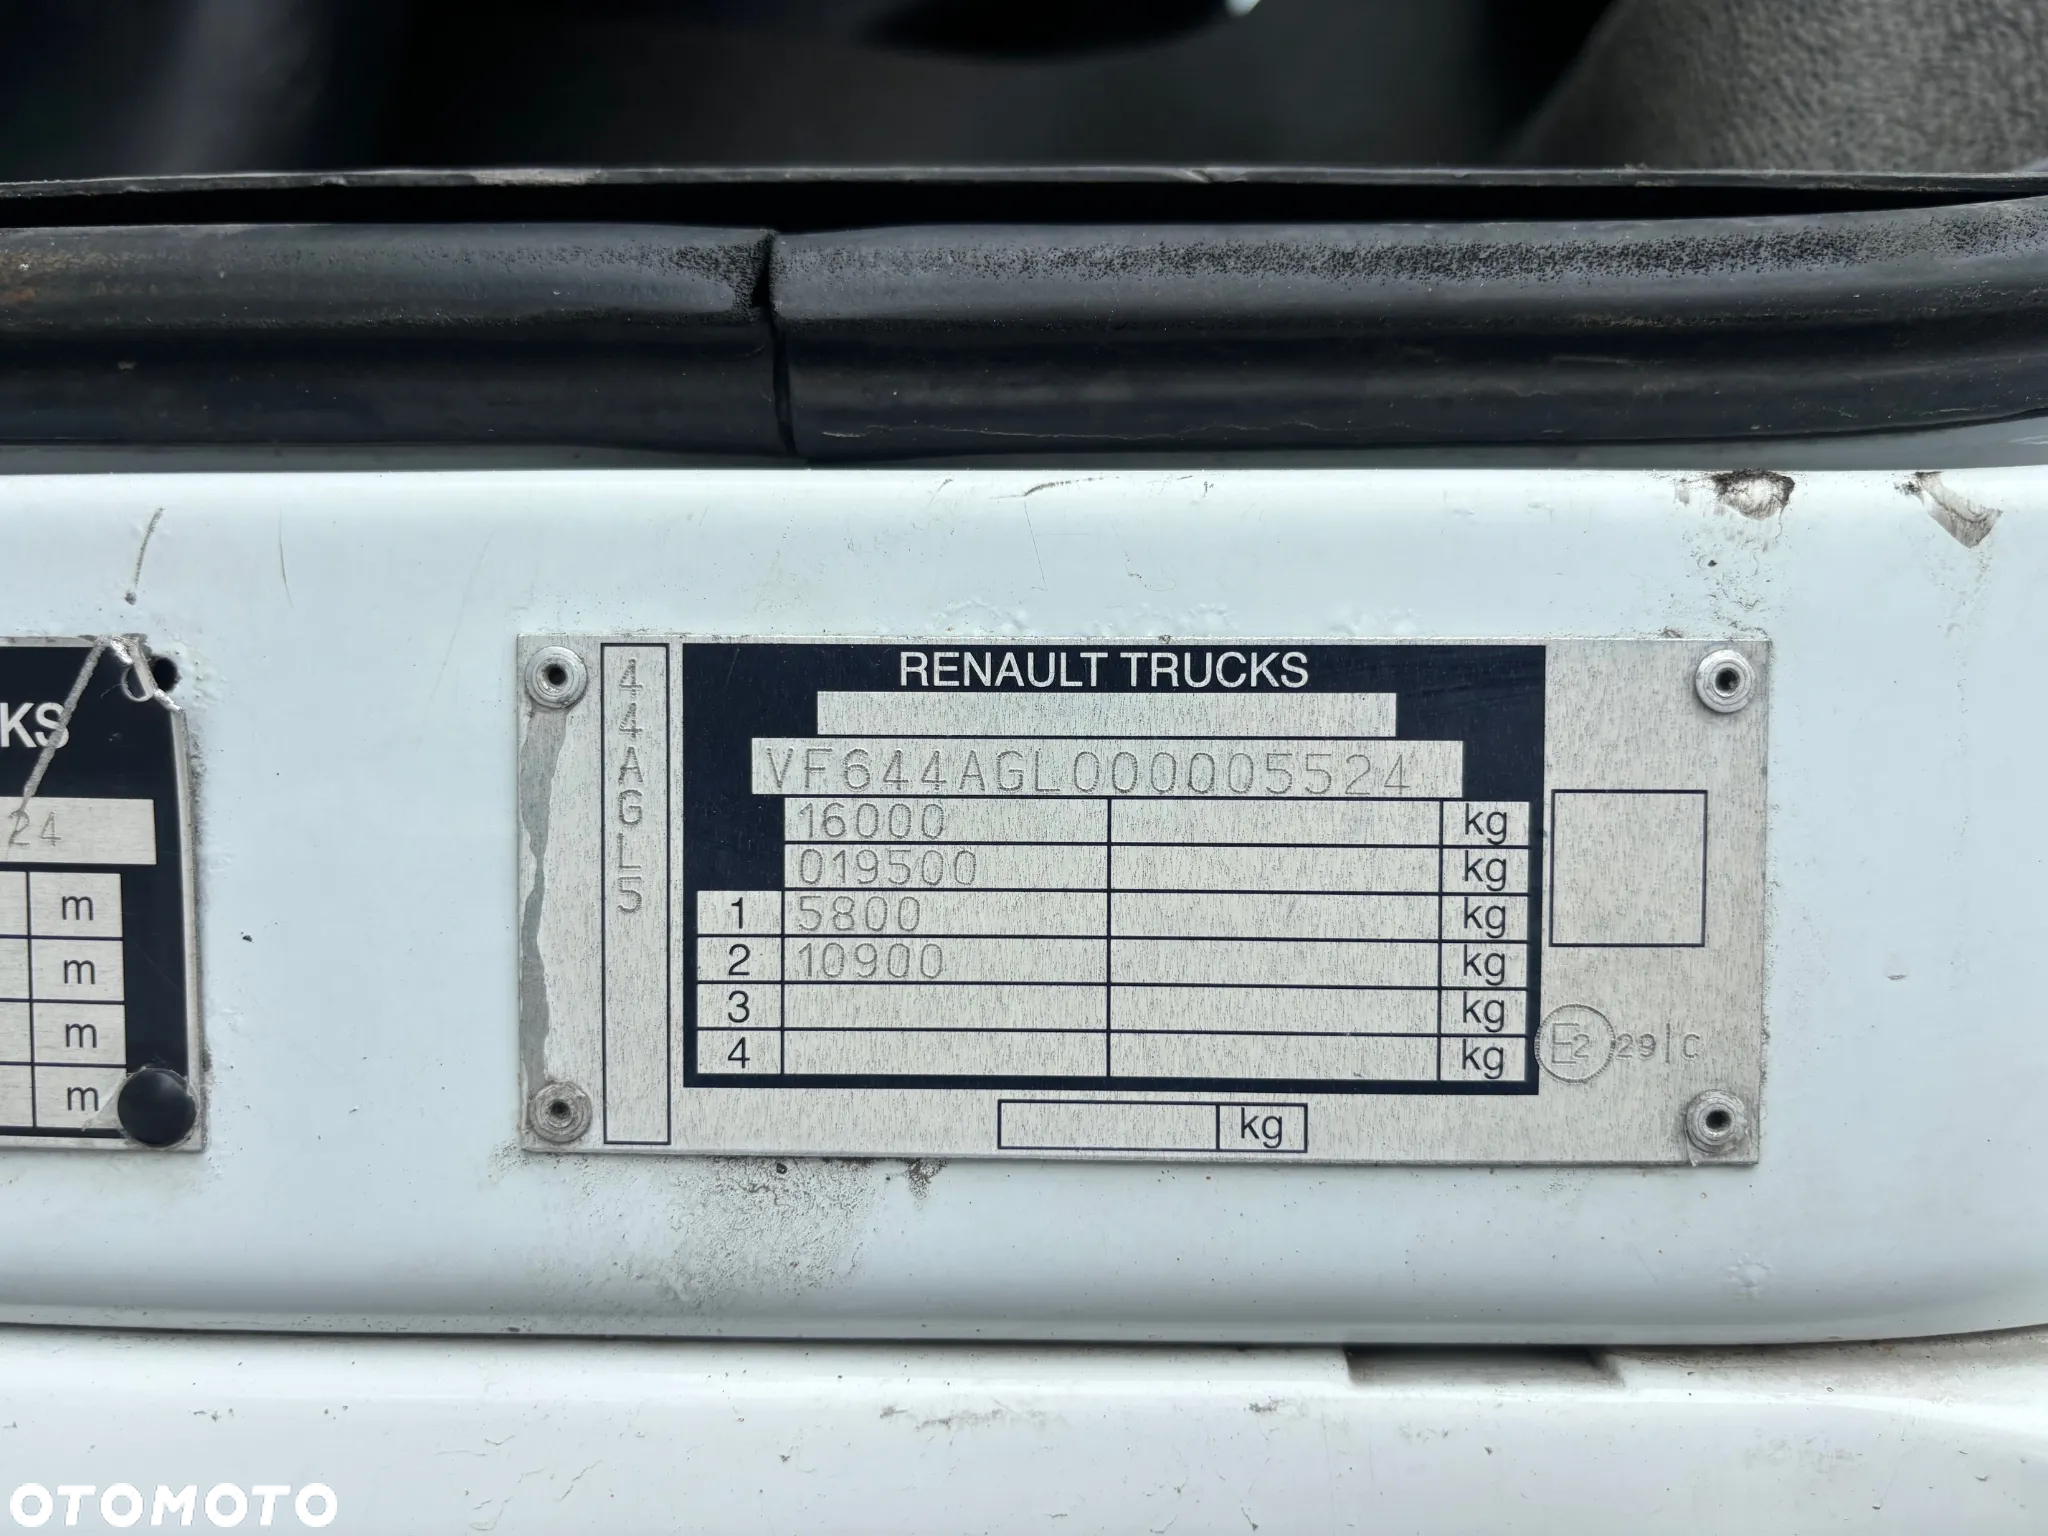 KS
24
m
m
m
m
44AGL5
RENAULT TRUCKS
VF644AGL000005524
16000 kg
019500 kg
1 5800 kg
2 10900 kg
3 kg
4 kg
E2 29|C
kg
OTOMOTO